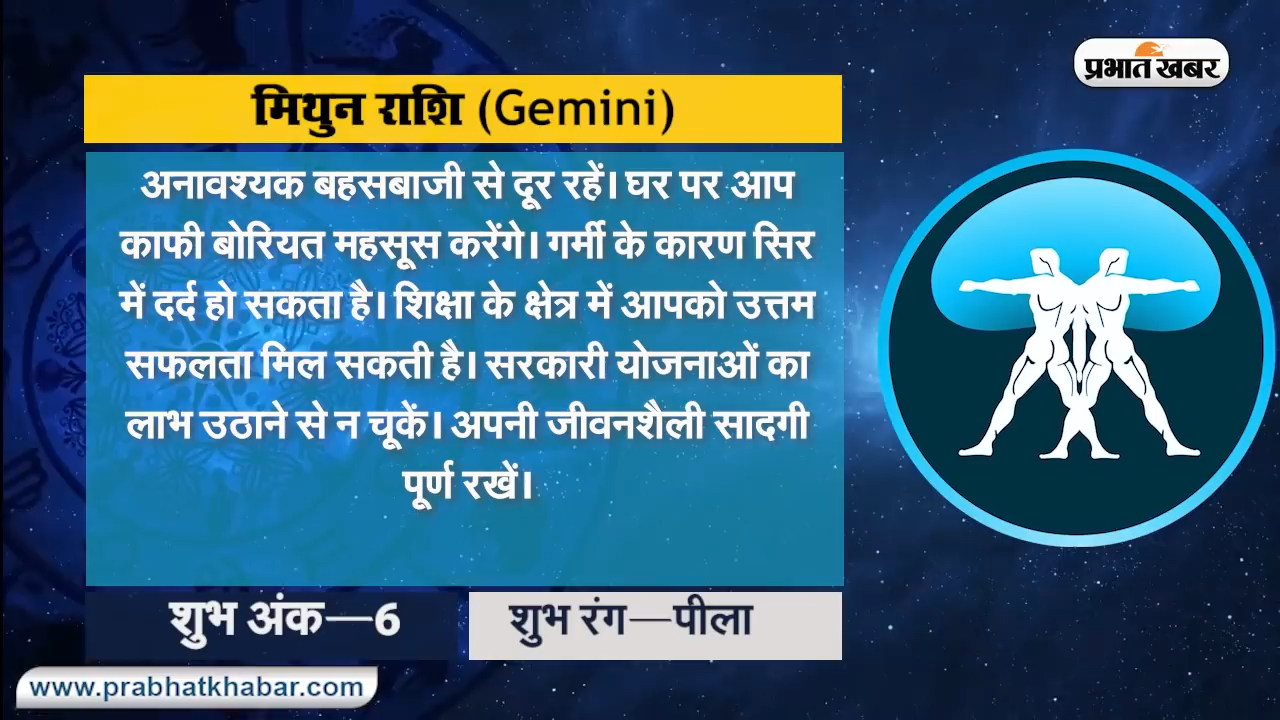 प्रभात खबर
मिथुन राशि (Gemini)
अनावश्यक बहसबाजी से दूर रहें। घर पर आप
काफी बोरियत महसूस करेंगे। गर्मी के कारण सिर
में दर्द हो सकता है। शिक्षा के क्षेत्र में आपको उत्तम
सफलता मिल सकती है। सरकारी योजनाओं का
लाभ उठाने से न चूकें। अपनी जीवनशैली सादगी
पूर्ण रखें।
शुभ अंक—6
शुभ रंग—पीला
www.prabhatkhabar.com